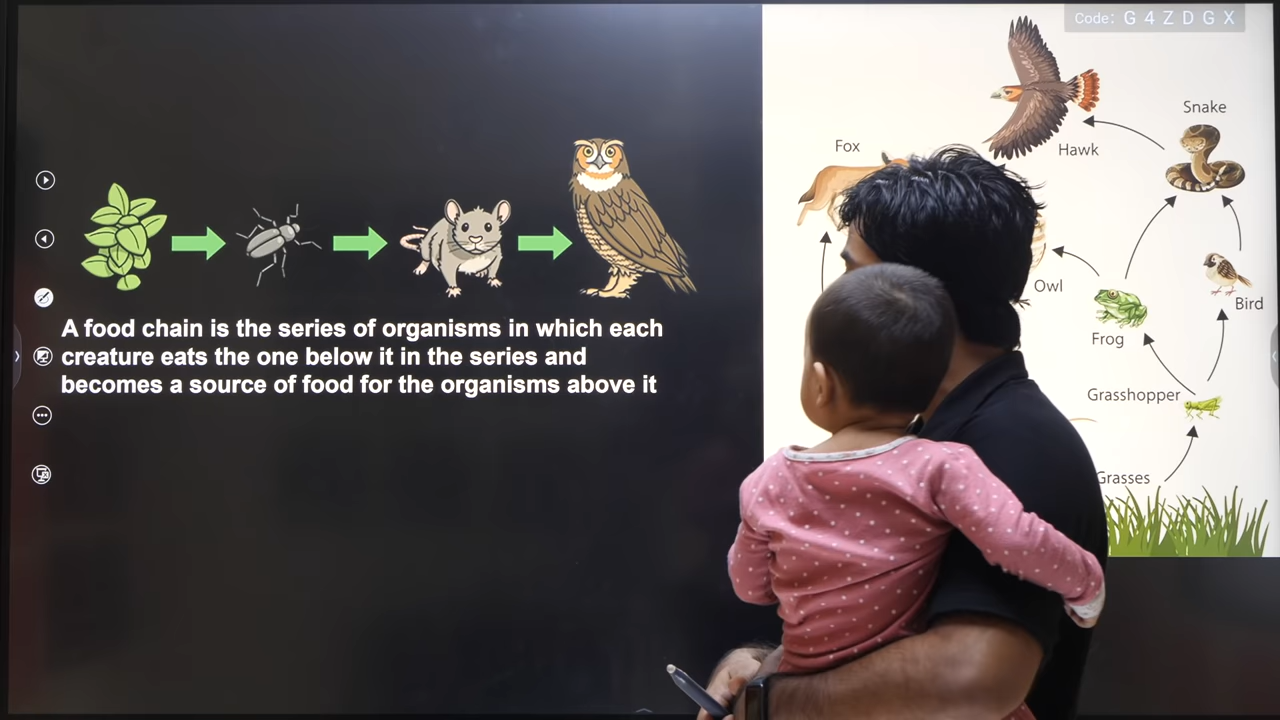 Code: G 4 Z D G X
Snake
Fox
Hawk
Owl
Bird
Frog
Grasshopper
Grasses
A food chain is the series of organisms in which each
creature eats the one below it in the series and
becomes a source of food for the organisms above it